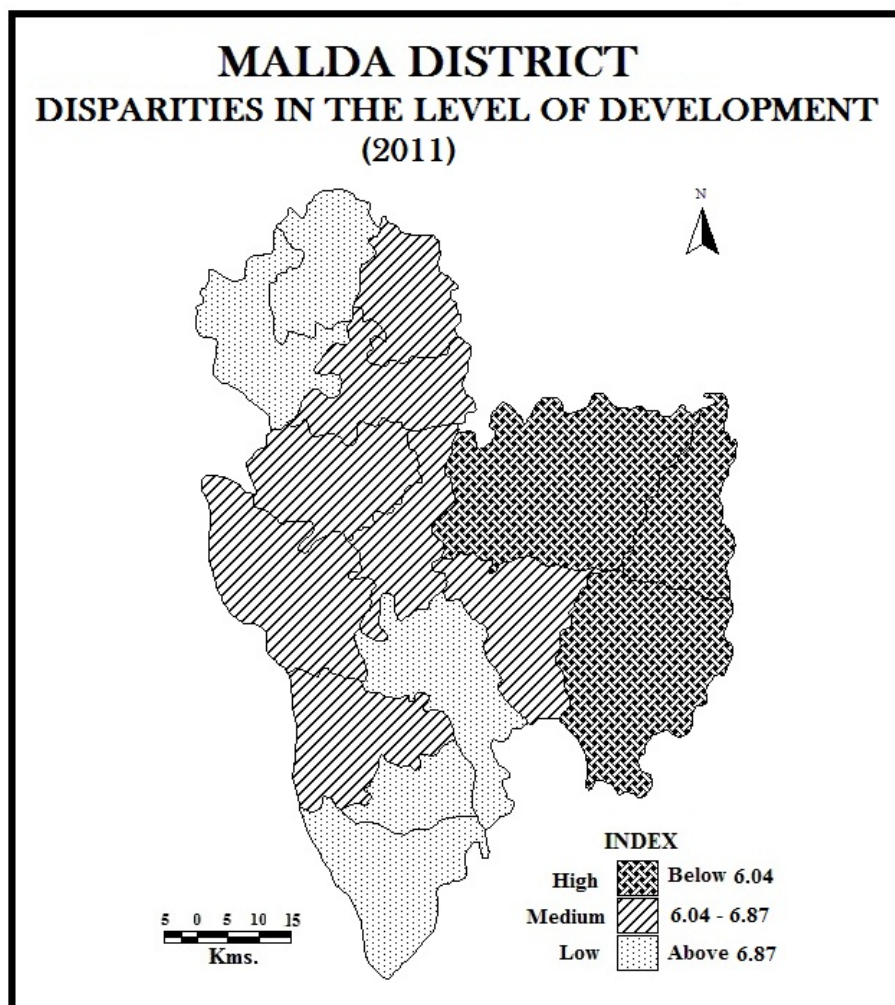 MALDA DISTRICT
DISPARITIES IN THE LEVEL OF DEVELOPMENT
(2011)
N
INDEX
High Below 6.04
Medium 6.04 - 6.87
Low Above 6.87
5 0 5 10 15
Kms.